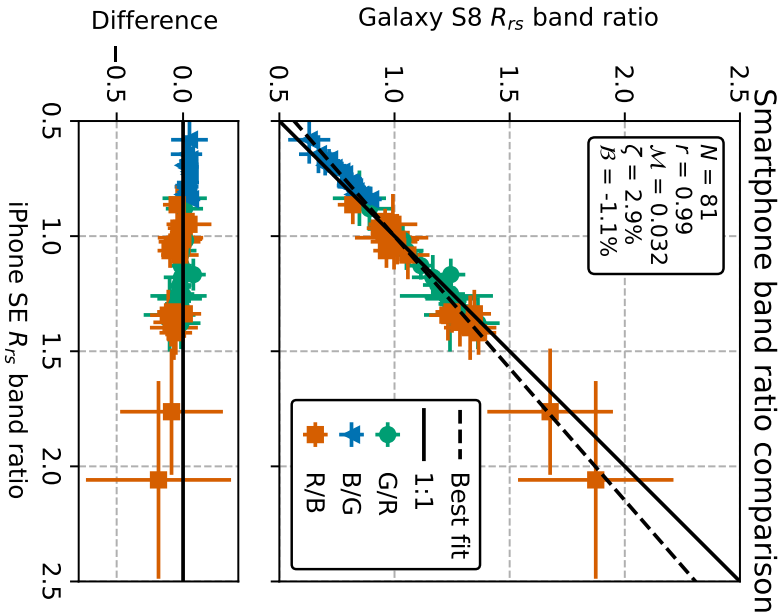 Smartphone band ratio comparison
Galaxy S8 Rrs band ratio
2.5
2.0
1.5
1.0
0.5
N = 81
r = 0.99
ℳ = 0.032
ζ = 2.9%
ℬ = -1.1%
Best fit
1:1
G/R
B/G
R/B
Difference
0.0
−0.5
0.5
1.0
1.5
2.0
2.5
iPhone SE Rrs band ratio